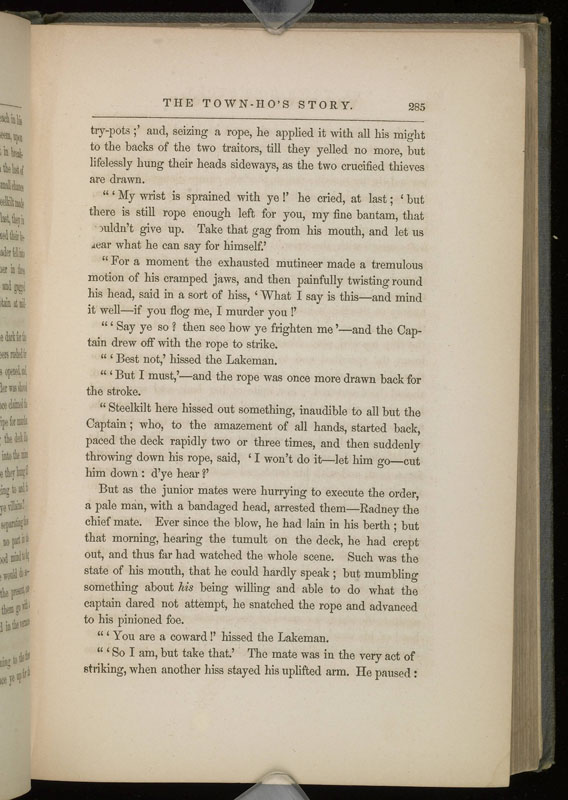 THE TOWN-HO'S STORY. 285
try-pots;' and, seizing a rope, he applied it with all his might
to the backs of the two traitors, till they yelled no more, but
lifelessly hung their heads sideways, as the two crucified thieves
are drawn.
"'My wrist is sprained with ye!' he cried, at last; 'but
there is still rope enough left for you, my fine bantam, that
ouldn't give up. Take that gag from his mouth, and let us
hear what he can say for himself.'
"For a moment the exhausted mutineer made a tremulous
motion of his cramped jaws, and then painfully twisting round
his head, said in a sort of hiss, 'What I say is this—and mind
it well—if you flog me, I murder you!'
"'Say ye so? then see how ye frighten me'—and the Cap-
tain drew off with the rope to strike.
"'Best not,' hissed the Lakeman.
"'But I must,'—and the rope was once more drawn back for
the stroke.
"Steelkilt here hissed out something, inaudible to all but the
Captain; who, to the amazement of all hands, started back,
paced the deck rapidly two or three times, and then suddenly
throwing down his rope, said, 'I won't do it—let him go—cut
him down: d'ye hear?'
But as the junior mates were hurrying to execute the order,
a pale man, with a bandaged head, arrested them—Radney the
chief mate. Ever since the blow, he had lain in his berth; but
that morning, hearing the tumult on the deck, he had crept
out, and thus far had watched the whole scene. Such was the
state of his mouth, that he could hardly speak; but mumbling
something about his being willing and able to do what the
captain dared not attempt, he snatched the rope and advanced
to his pinioned foe.
"'You are a coward!' hissed the Lakeman.
"'So I am, but take that.' The mate was in the very act of
striking, when another hiss stayed his uplifted arm. He paused: